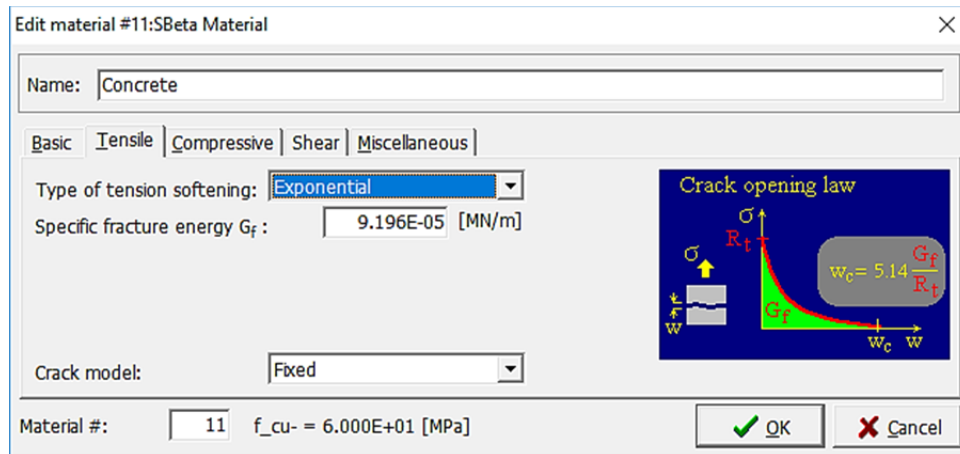 Edit material #11:SBeta Material
Name: Concrete
Basic Tensile Compressive Shear Miscellaneous
Type of tension softening: Exponential
Specific fracture energy Gf : 9.196E-05 [MN/m]
Crack model: Fixed
Crack opening law
σ
Rt
σ
wc= 5.14 Gf
Rt
Gf
w
wc w
Material #: 11 f_cu- = 6.000E+01 [MPa] OK Cancel